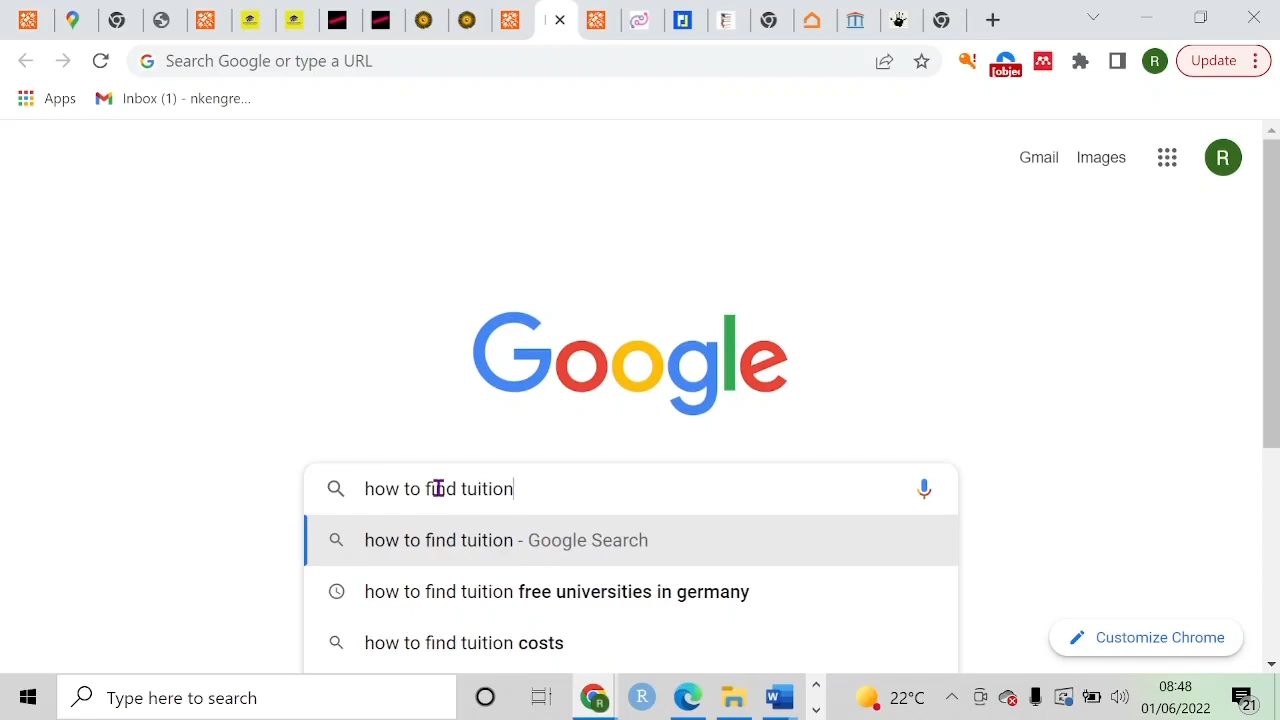 Search Google or type a URL
[obje
Update
Apps
Inbox (1) - nkengre...
Gmail
Images
R
Google
how to find tuition
how to find tuition - Google Search
how to find tuition free universities in germany
how to find tuition costs
Customize Chrome
Type here to search
22°C
08:48
01/06/2022
21